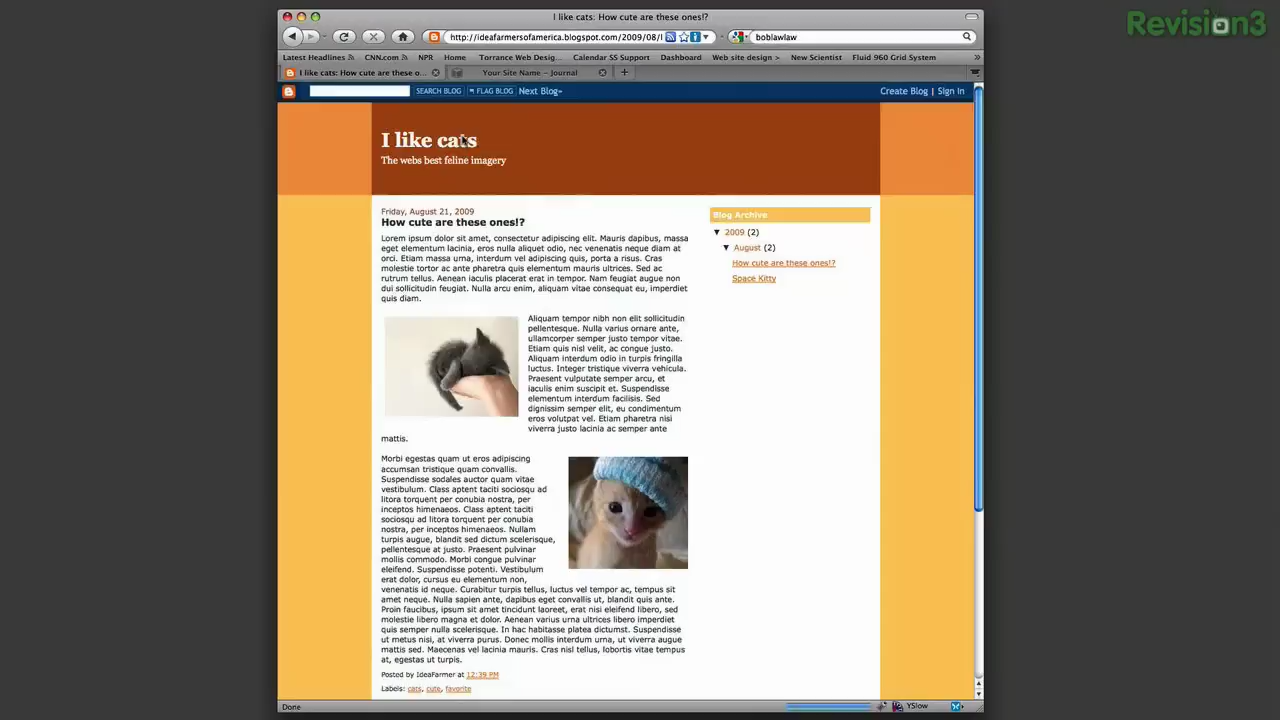 Revision3
I like cats: How cute are these ones!?
http://ideafarmersofamerica.blogspot.com/2009/08/
boblawlaw
Latest Headlines CNN.com NPR Home Torrance Web Desig... Calendar SS Support Dashboard Web site design > New Scientist Fluid 960 Grid System »
I like cats: How cute are these o...
Your Site Name – Journal
SEARCH BLOG FLAG BLOG Next Blog» Create Blog | Sign In
I like cats
The webs best feline imagery
Friday, August 21, 2009
How cute are these ones!?
Lorem ipsum dolor sit amet, consectetur adipiscing elit. Mauris dapibus, massa
eget elementum lacinia, eros nulla aliquet odio, nec venenatis neque diam at
orci. Etiam massa urna, interdum vel adipiscing quis, porta a risus. Cras
molestie tortor ac ante pharetra quis elementum mauris ultrices. Sed ac
rutrum tellus. Aenean iaculis placerat erat in tempor. Nam feugiat augue non
dui sollicitudin feugiat. Nulla arcu enim, aliquam vitae consequat eu, imperdiet
quis diam.
Aliquam tempor nibh non elit sollicitudin
pellentesque. Nulla varius ornare ante,
ullamcorper semper justo tempor vitae.
Etiam quis nisl velit, ac congue justo.
Aliquam interdum odio in turpis fringilla
luctus. Integer tristique viverra vehicula.
Praesent vulputate semper arcu, et
iaculis enim suscipit et. Suspendisse
elementum interdum facilisis. Sed
dignissim semper elit, eu condimentum
eros volutpat vel. Etiam pharetra nisi
viverra justo lacinia ac semper ante
mattis.
Morbi egestas quam ut eros adipiscing
accumsan tristique quam convallis.
Suspendisse sodales auctor quam vitae
vestibulum. Class aptent taciti sociosqu ad
litora torquent per conubia nostra, per
inceptos himenaeos. Class aptent taciti
sociosqu ad litora torquent per conubia
nostra, per inceptos himenaeos. Nullam
turpis augue, blandit sed dictum scelerisque,
pellentesque at justo. Praesent pulvinar
mollis commodo. Morbi congue pulvinar
eleifend. Suspendisse potenti. Vestibulum
erat dolor, cursus eu elementum non,
venenatis id neque. Curabitur turpis tellus, luctus vel tempor ac, tempus sit
amet neque. Nulla sapien ante, dapibus eget convallis ut, blandit quis ante.
Proin faucibus, ipsum sit amet tincidunt laoreet, erat nisi eleifend libero, sed
molestie libero magna et dolor. Aenean varius urna ultrices libero imperdiet
quis semper nulla scelerisque. In hac habitasse platea dictumst. Suspendisse
ut metus nisi, at viverra purus. Donec mollis interdum urna, ut viverra augue
mattis sed. Maecenas vel lacinia mauris. Cras nisl tellus, lobortis vitae tempus
at, egestas ut turpis.
Posted by IdeaFarmer at 12:39 PM
Labels: cats, cute, favorite
Blog Archive
▼ 2009 (2)
▼ August (2)
How cute are these ones!?
Space Kitty
Done
YSlow